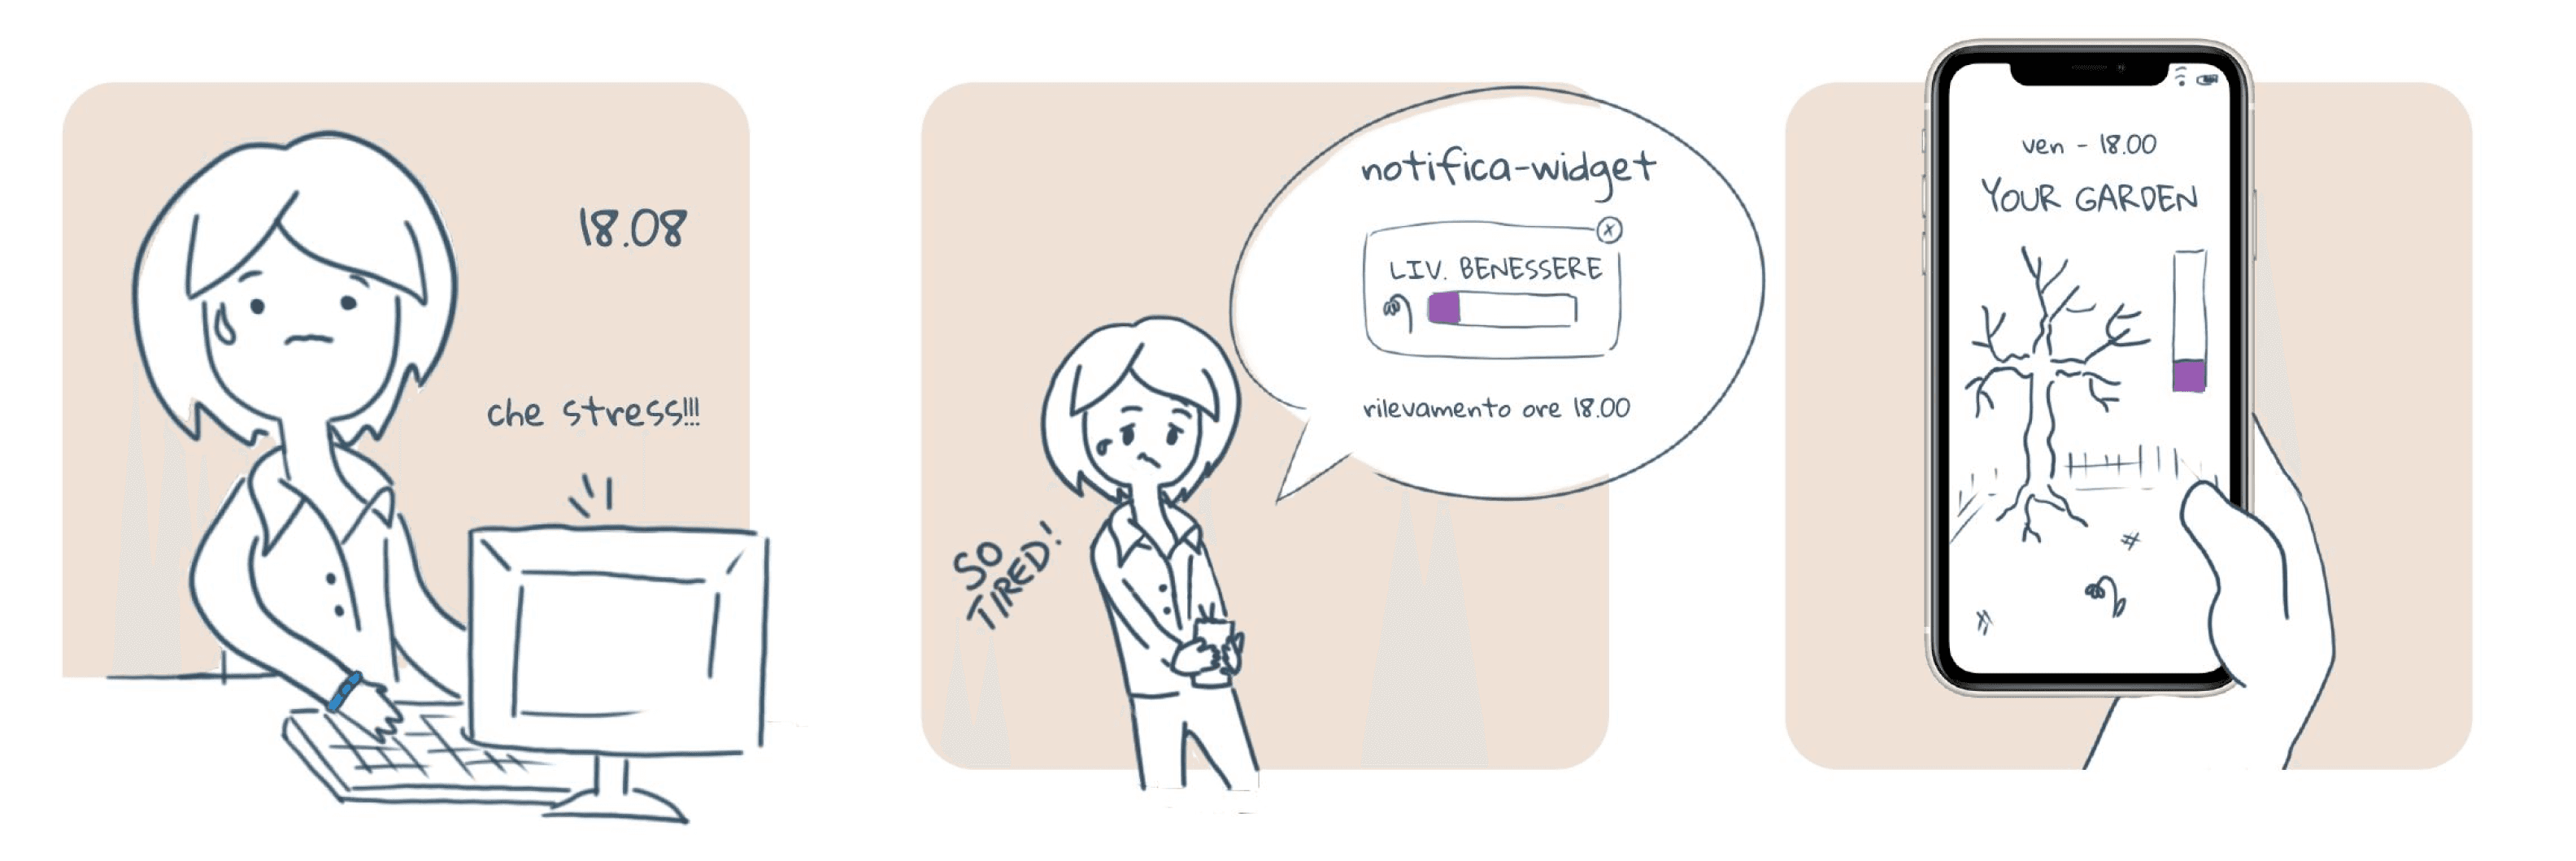 18.08
che stress!!!
SO
TIRED!
notifica-widget
LIV. BENESSERE
rilevamento ore 18.00
ven - 18.00
YOUR GARDEN